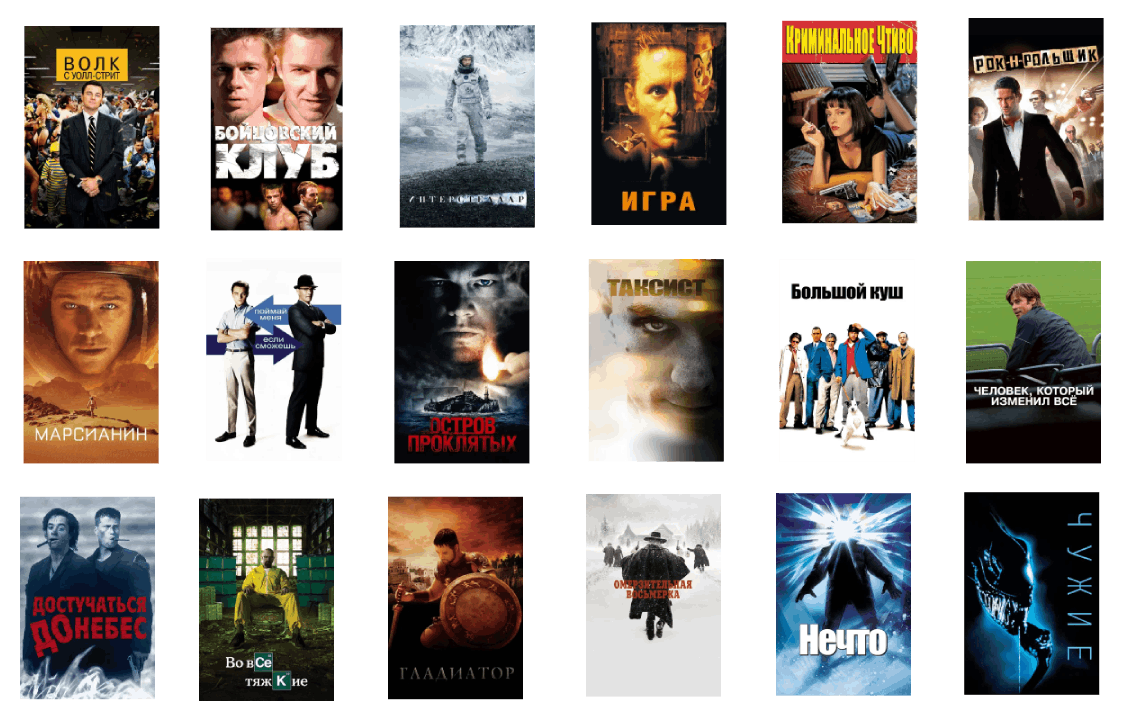 ВОЛК
С УОЛЛ-СТРИТ
БОЙЦОВСКИЙ
КЛУБ
ИНТЕРСТЕЛЛАР
ИГРА
КРИМИНАЛЬНОЕ ЧТИВО
РОК-Н-РОЛЬЩИК
МАРСИАНИН
ПОЙМАЙ
МЕНЯ
ЕСЛИ
СМОЖЕШЬ
ОСТРОВ
ПРОКЛЯТЫХ
ТАКСИСТ
Большой куш
ЧЕЛОВЕК, КОТОРЫЙ
ИЗМЕНИЛ ВСЁ
ДОСТУЧАТЬСЯ
ДО НЕБЕС
Во вСе
тяжКие
ГЛАДИАТОР
ОМЕРЗИТЕЛЬНАЯ
ВОСЬМЕРКА
Нечто
ЧУЖИЕ